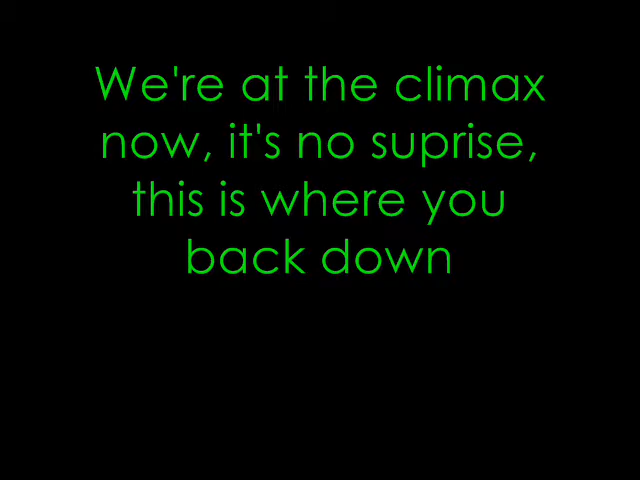 We're at the climax
now, it's no suprise,
this is where you
back down